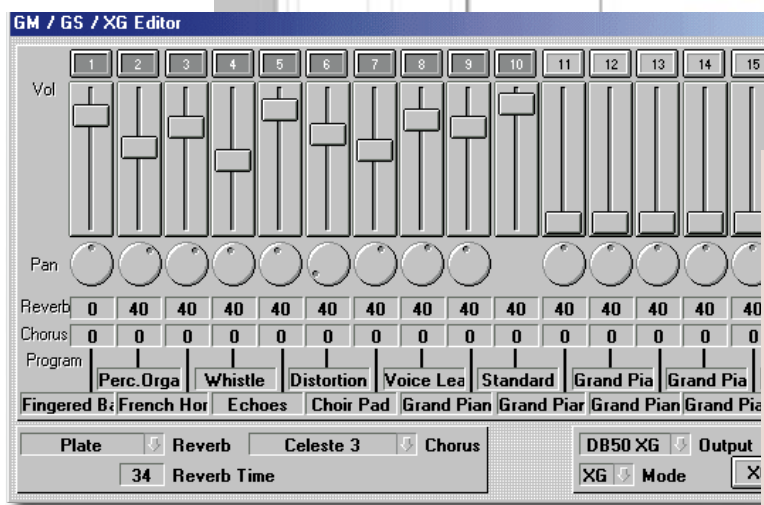 GM / GS / XG Editor
1 2 3 4 5 6 7 8 9 10 11 12 13 14 15
Vol
Pan
Reverb 0 40 40 40 40 40 40 40 40 40 40 40 40 40 40
Chorus 0 0 0 0 0 0 0 0 0 0 0 0 0 0 0
Program
Perc.Orga Whistle Distortion Voice Lea Standard Grand Pia Grand Pia
Fingered Ba French Hor Echoes Choir Pad Grand Pian Grand Piar Grand Pian Grand Pia
Plate Reverb Celeste 3 Chorus DB50 XG Output
34 Reverb Time XG Mode X